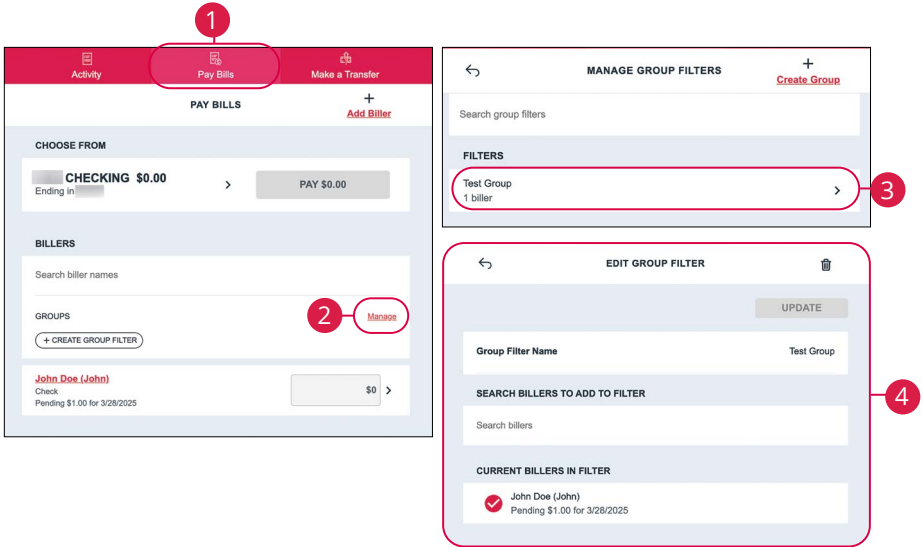 1
Activity
Pay Bills
Make a Transfer
PAY BILLS
+
Add Biller
CHOOSE FROM
CHECKING $0.00
Ending in
PAY $0.00
BILLERS
Search biller names
GROUPS
2
Manage
+ CREATE GROUP FILTER
John Doe (John)
Check
Pending $1.00 for 3/28/2025
$0
MANAGE GROUP FILTERS
+
Create Group
Search group filters
FILTERS
Test Group
1 biller
3
EDIT GROUP FILTER
UPDATE
Group Filter Name
Test Group
SEARCH BILLERS TO ADD TO FILTER
4
Search billers
CURRENT BILLERS IN FILTER
John Doe (John)
Pending $1.00 for 3/28/2025